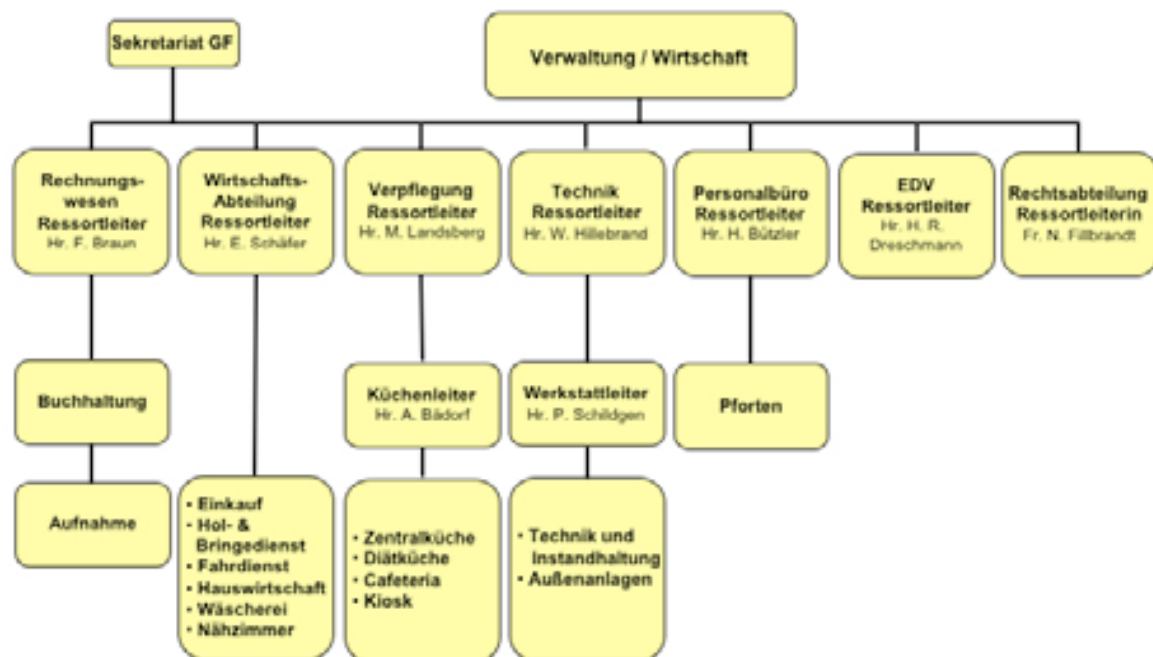 Sekretariat GF
Verwaltung / Wirtschaft
Rechnungs-
wesen
Ressortleiter
Hr. F. Braun
Wirtschafts-
Abteilung
Ressortleiter
Hr. E. Schäfer
Verpflegung
Ressortleiter
Hr. M. Landsberg
Technik
Ressortleiter
Hr. W. Hillebrand
Personalbüro
Ressortleiter
Hr. H. Bützler
EDV
Ressortleiter
Hr. H. R.
Dreschmann
Rechtsabteilung
Ressortleiterin
Fr. N. Fillbrandt
Buchhaltung
Küchenleiter
Hr. A. Bädorf
Werkstattleiter
Hr. P. Schildgen
Pforten
Aufnahme
• Einkauf
• Hol- &
Bringedienst
• Fahrdienst
• Hauswirtschaft
• Wäscherei
• Nähzimmer
• Zentralküche
• Diätküche
• Cafeteria
• Kiosk
• Technik und
Instandhaltung
• Außenanlagen